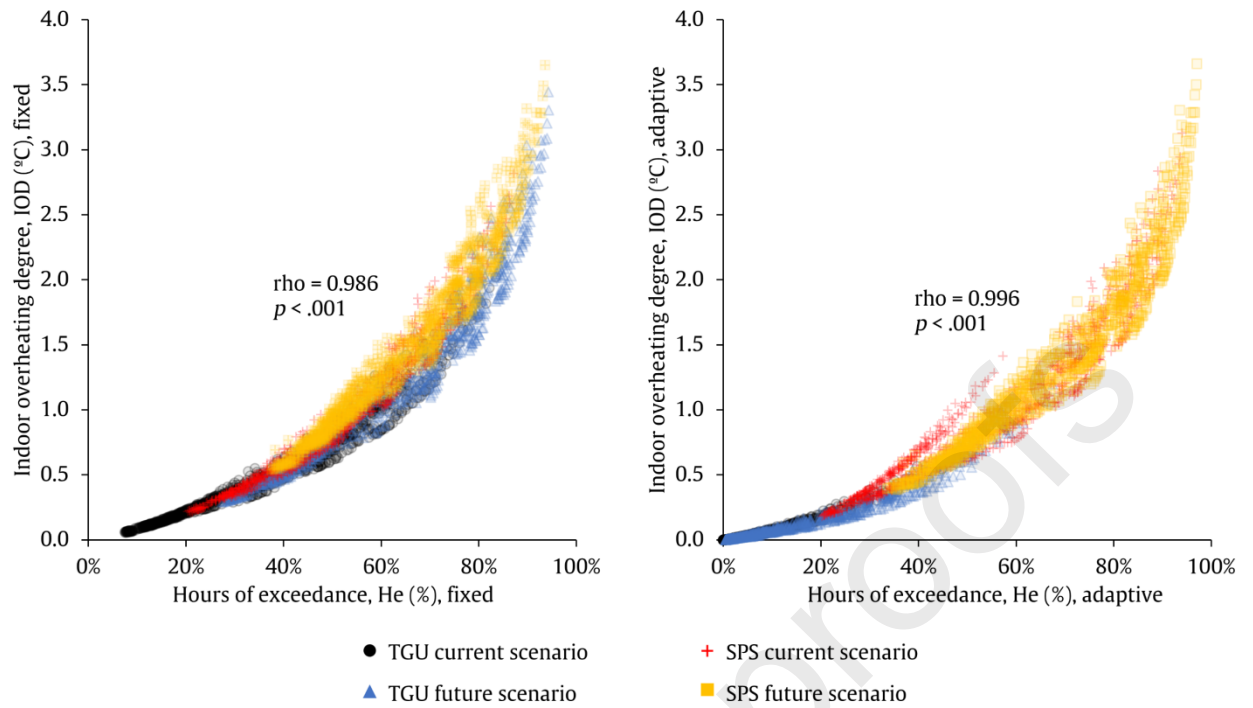 4.0
3.5
3.0
2.5
2.0
1.5
1.0
0.5
0.0
Indoor overheating degree, IOD (ºC), fixed
rho = 0.986
p < .001
0% 20% 40% 60% 80% 100%
Hours of exceedance, He (%), fixed
4.0
3.5
3.0
2.5
2.0
1.5
1.0
0.5
0.0
Indoor overheating degree, IOD (ºC), adaptive
rho = 0.996
p < .001
0% 20% 40% 60% 80% 100%
Hours of exceedance, He (%), adaptive
TGU current scenario
SPS current scenario
TGU future scenario
SPS future scenario
proofs